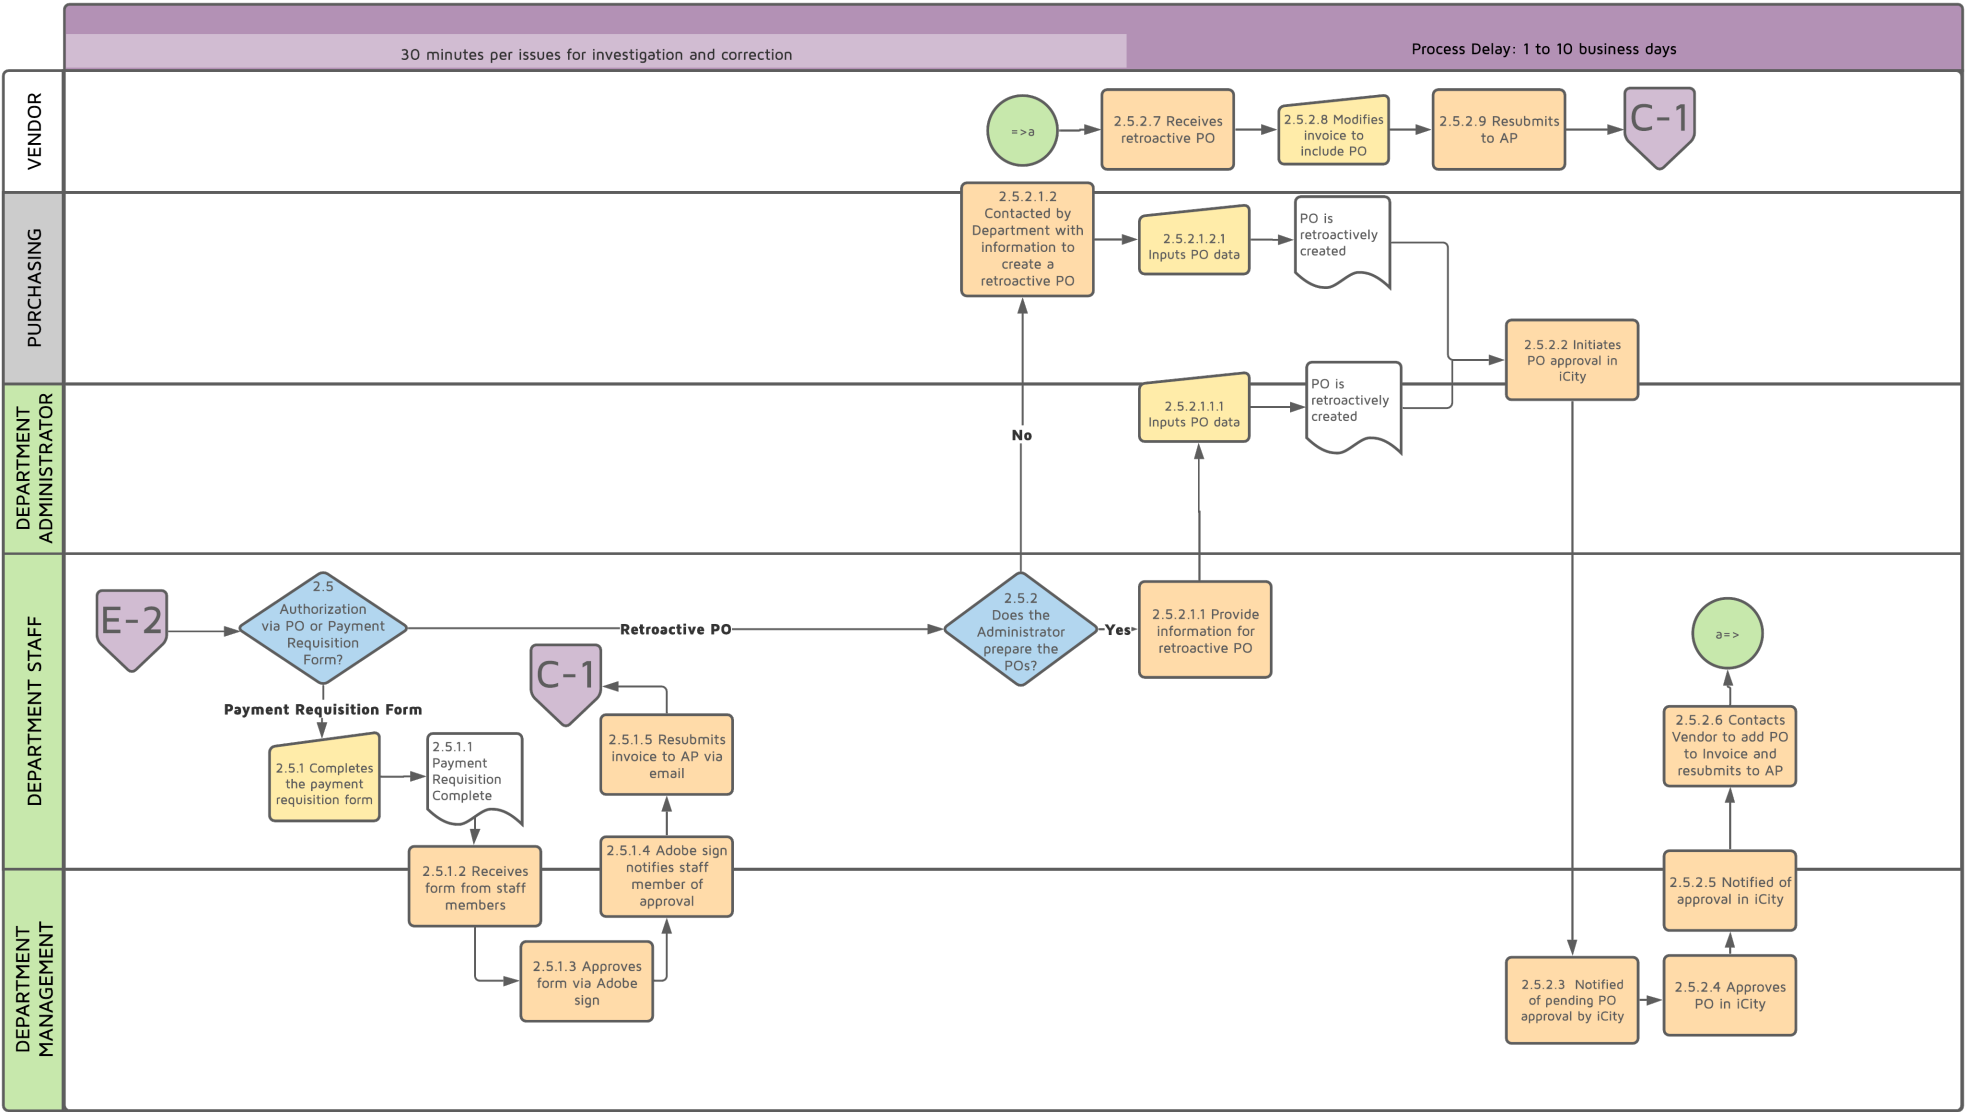 30 minutes per issues for investigation and correction
Process Delay: 1 to 10 business days
VENDOR
=>a
2.5.2.7 Receives
retroactive PO
2.5.2.8 Modifies
invoice to
include PO
2.5.2.9 Resubmits
to AP
C-1
PURCHASING
2.5.2.1.2
Contacted by
Department with
information to
create a
retroactive PO
2.5.2.1.2.1
Inputs PO data
PO is
retroactively
created
2.5.2.2 Initiates
PO approval in
iCity
DEPARTMENT
ADMINISTRATOR
No
2.5.2.1.1.1
Inputs PO data
PO is
retroactively
created
DEPARTMENT STAFF
E-2
2.5
Authorization
via PO or Payment
Requisition
Form?
Retroactive PO
2.5.2
Does the
Administrator
prepare the
POs?
Yes
2.5.2.1.1 Provide
information for
retroactive PO
a=>
Payment Requisition Form
2.5.1 Completes
the payment
requisition form
2.5.1.1
Payment
Requisition
Complete
C-1
2.5.1.5 Resubmits
invoice to AP via
email
2.5.2.6 Contacts
Vendor to add PO
to Invoice and
resubmits to AP
DEPARTMENT
MANAGEMENT
2.5.1.2 Receives
form from staff
members
2.5.1.3 Approves
form via Adobe
sign
2.5.1.4 Adobe sign
notifies staff
member of
approval
2.5.2.3 Notified
of pending PO
approval by iCity
2.5.2.4 Approves
PO in iCity
2.5.2.5 Notified of
approval in iCity